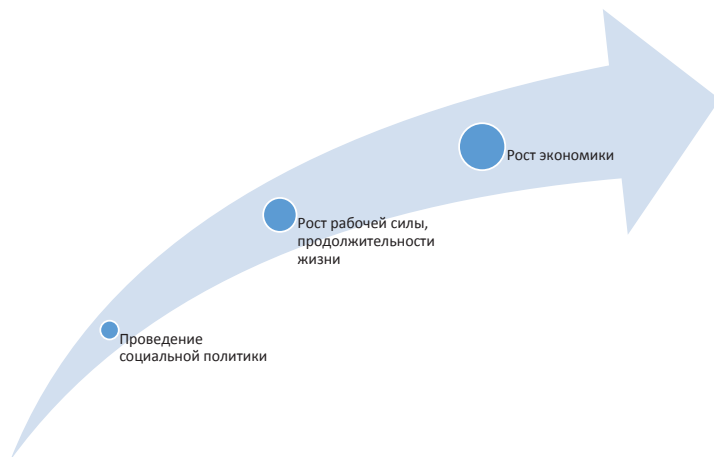 Рост экономики
Рост рабочей силы,
продолжительности
жизни
Проведение
социальной политики